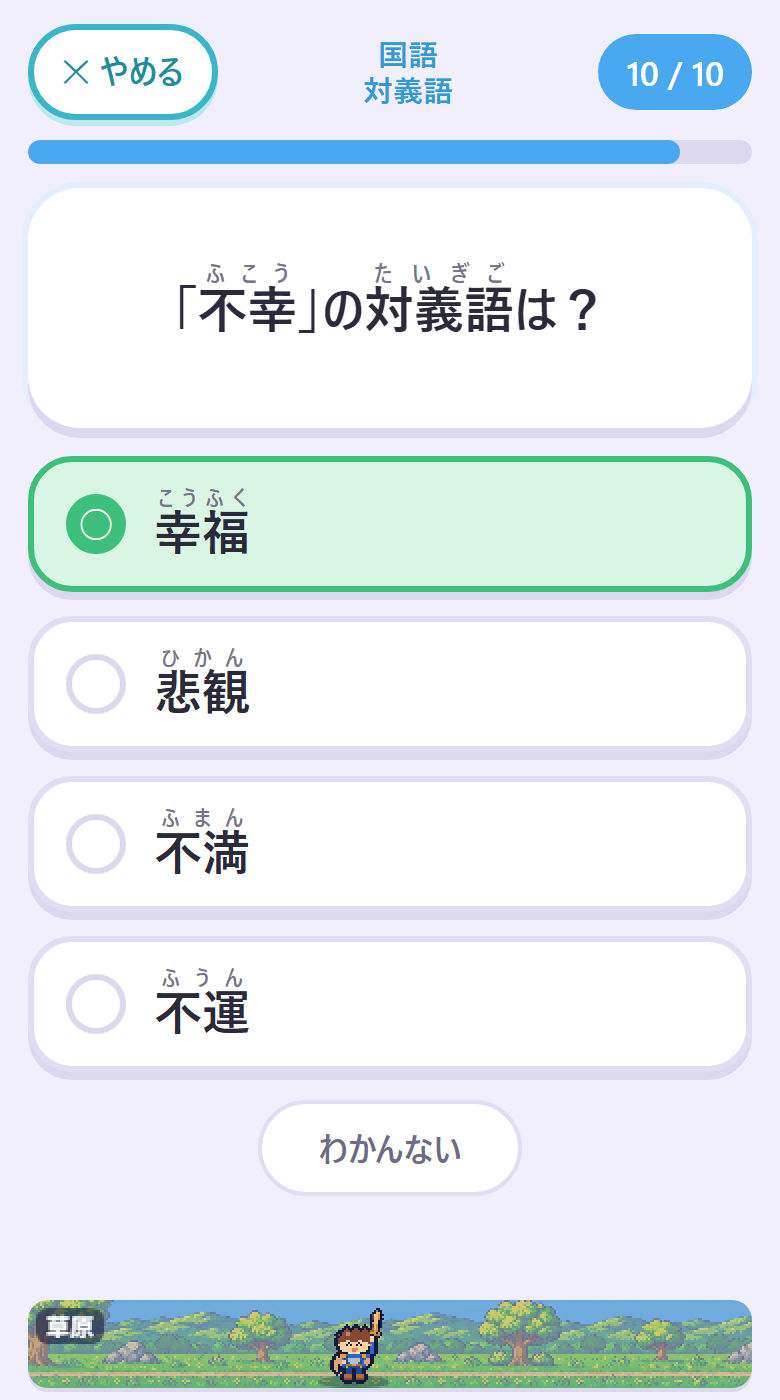 × やめる
国語
対義語
10 / 10
ふこう たいぎご
「不幸」の対義語は？
こうふく
幸福
ひかん
悲観
ふまん
不満
ふうん
不運
わかんない
草原